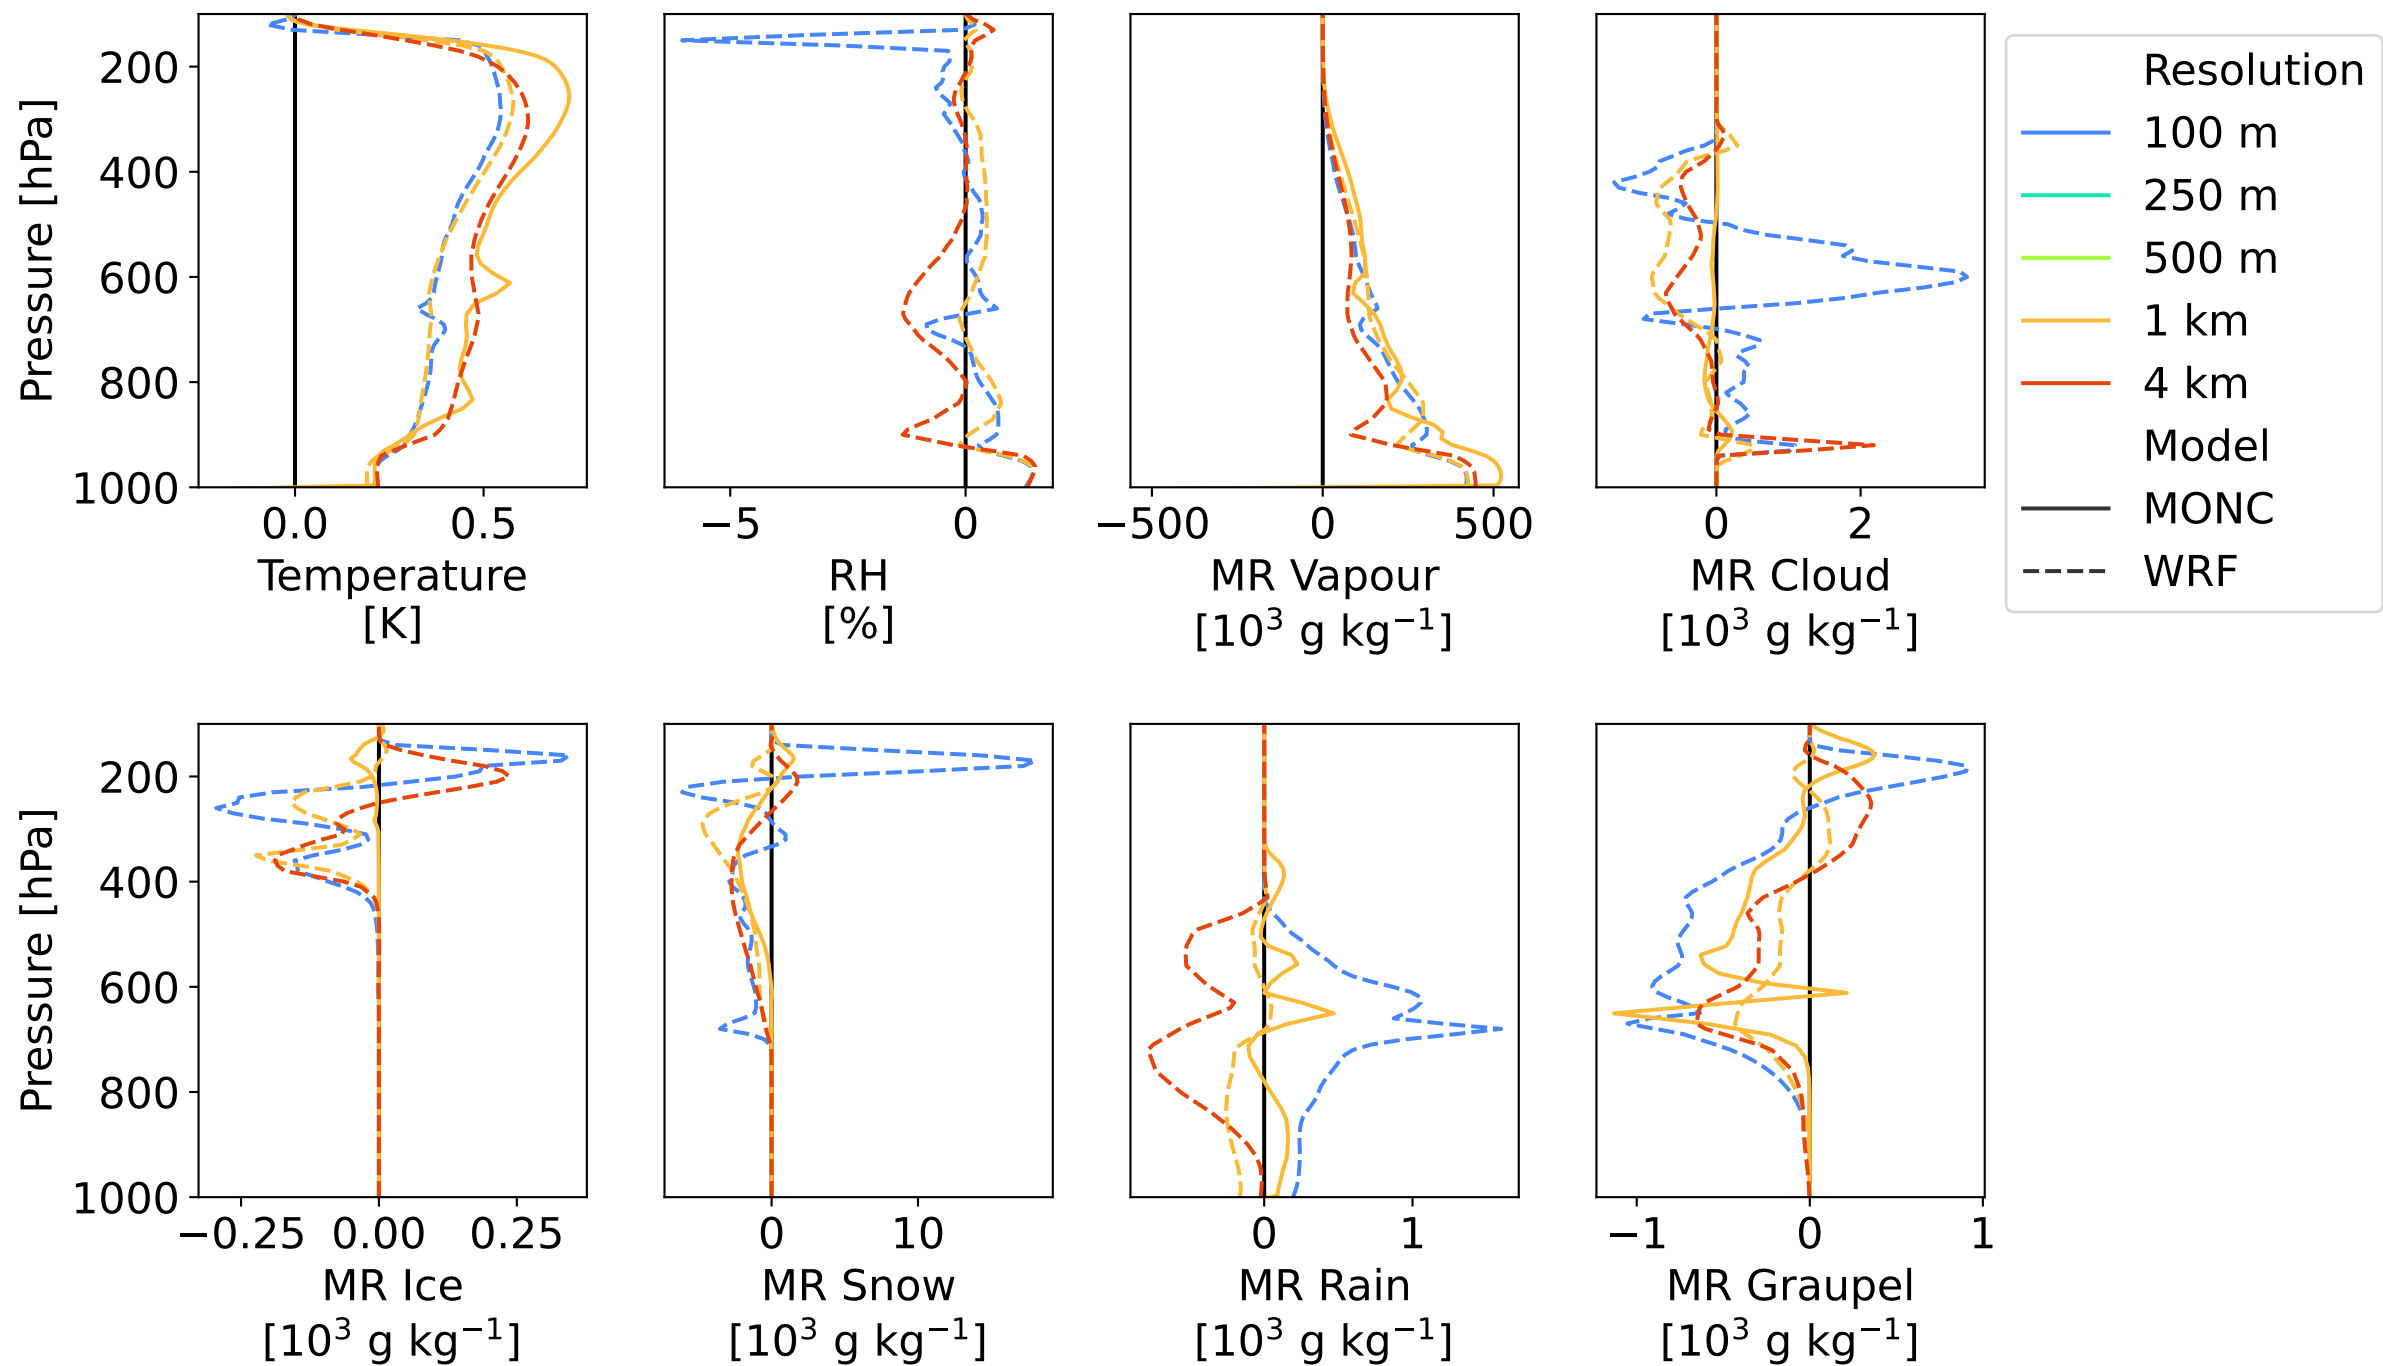 200
400
600
800
1000
Pressure [hPa]
0.0 0.5
Temperature
[K]
−5 0
RH
[%]
−500 0 500
MR Vapour
[10³ g kg⁻¹]
0 2
MR Cloud
[10³ g kg⁻¹]
Resolution
100 m
250 m
500 m
1 km
4 km
Model
MONC
WRF
200
400
600
800
1000
Pressure [hPa]
−0.25 0.00 0.25
MR Ice
[10³ g kg⁻¹]
0 10
MR Snow
[10³ g kg⁻¹]
0 1
MR Rain
[10³ g kg⁻¹]
−1 0 1
MR Graupel
[10³ g kg⁻¹]